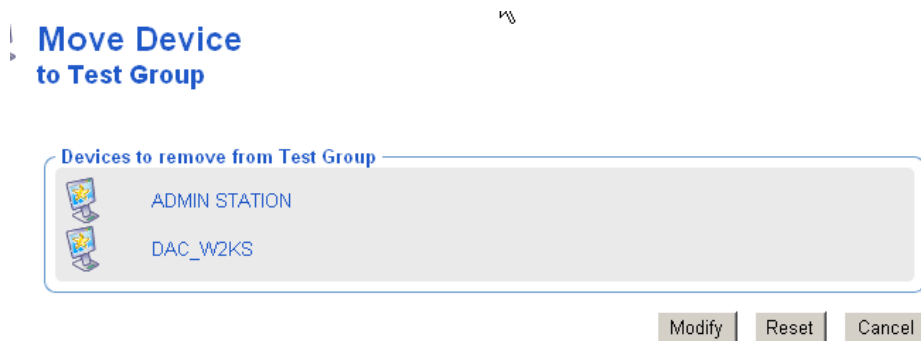 Move Device
to Test Group
Devices to remove from Test Group
ADMIN STATION
DAC_W2KS
Modify Reset Cancel